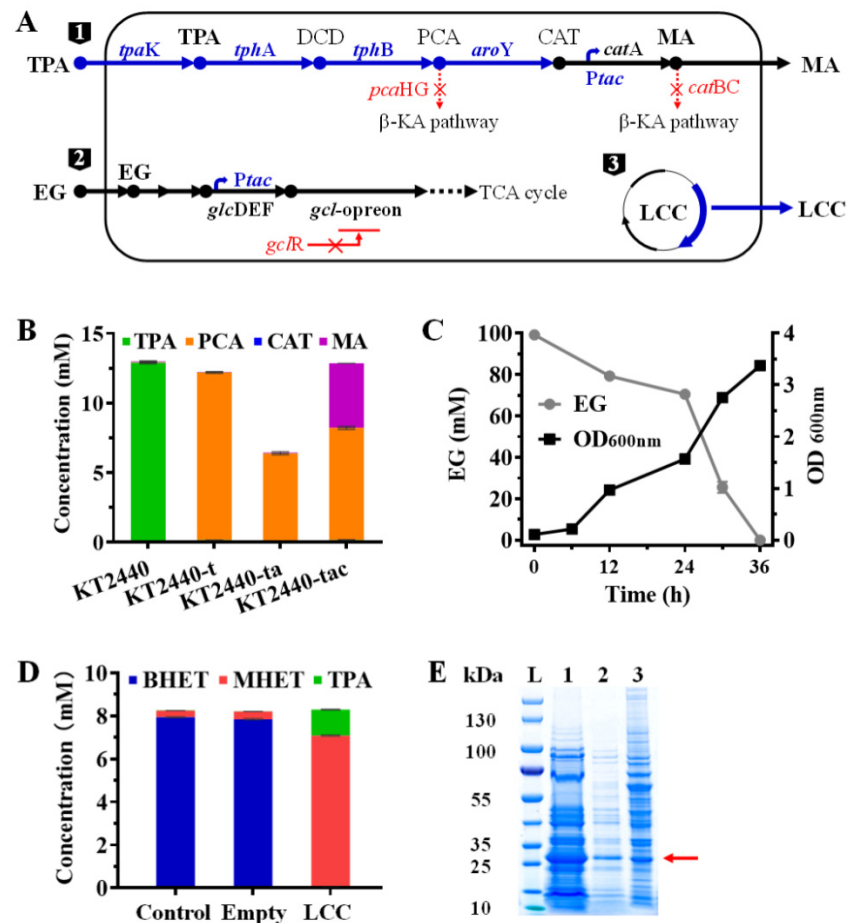 A
1
TPA tpaK TPA tphA DCD tphB PCA aroY CAT catA MA MA
Ptac
pcaHG catBC
β-KA pathway β-KA pathway
2
3
EG EG Ptac TCA cycle
glcDEF gcl-opreon
gclR
LCC LCC
B
TPA PCA CAT MA
Concentration (mM)
15
10
5
0
KT2440 KT2440-t KT2440-ta KT2440-tac
C
EG (mM)
100
80
60
40
20
0
EG
OD600nm
4
3
2
1
0
OD 600nm
0 12 24 36
Time (h)
D
BHET MHET TPA
Concentration (mM)
10
8
6
4
2
0
Control Empty LCC
E
kDa L 1 2 3
130
100
55
35
25
10